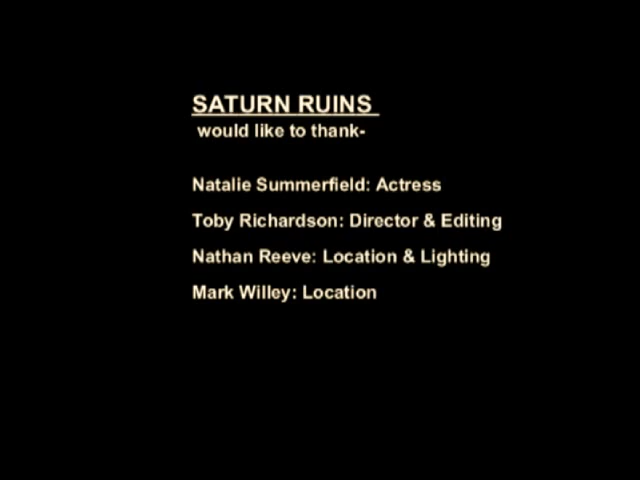 SATURN RUINS
would like to thank-
Natalie Summerfield: Actress
Toby Richardson: Director & Editing
Nathan Reeve: Location & Lighting
Mark Willey: Location